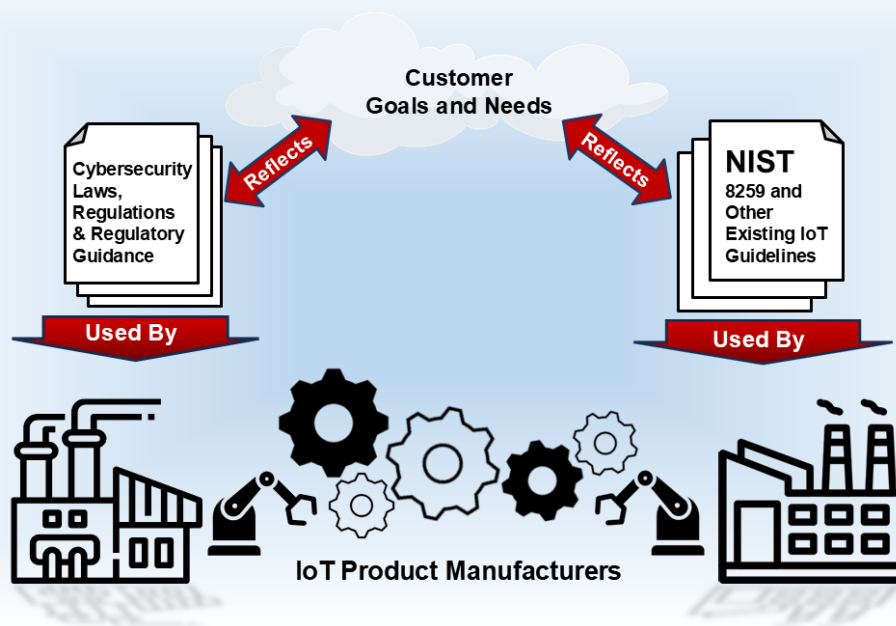 Customer
Goals and Needs
Reflects
Reflects
Cybersecurity
Laws,
Regulations
& Regulatory
Guidance
NIST
8259 and
Other
Existing IoT
Guidelines
Used By
Used By
IoT Product Manufacturers